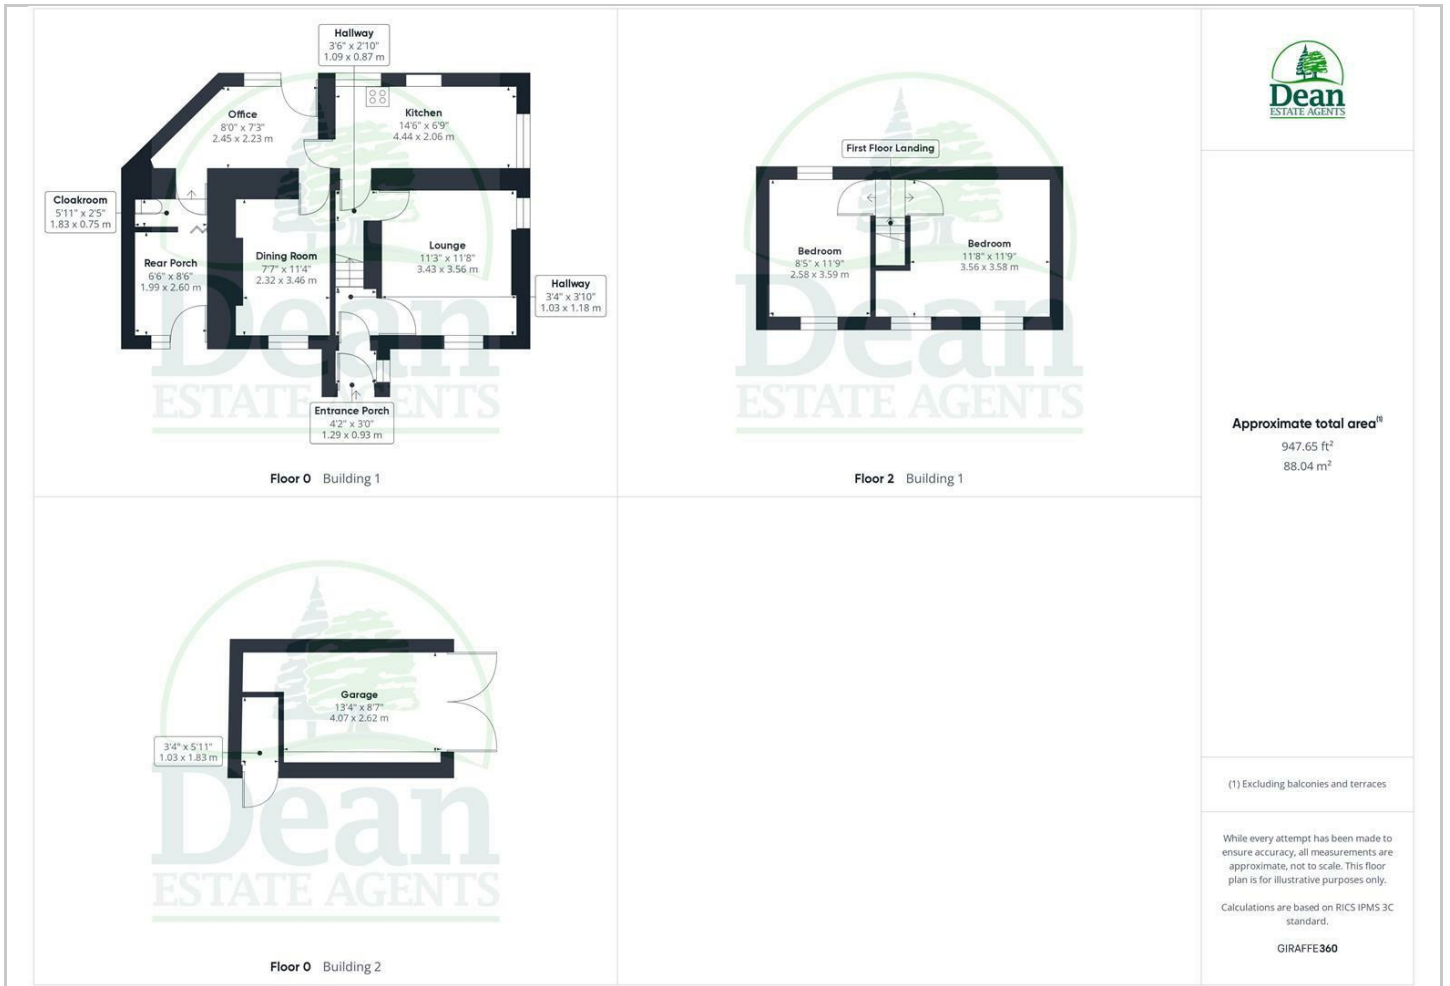 Hallway
3'6" x 2'10"
1.09 x 0.87 m
Office
8'0" x 7'3"
2.45 x 2.23 m
Kitchen
14'6" x 6'9"
4.44 x 2.06 m
Cloakroom
5'11" x 2'5"
1.83 x 0.75 m
Rear Porch
6'6" x 8'6"
1.99 x 2.60 m
Dining Room
7'7" x 11'4"
2.32 x 3.46 m
Lounge
11'3" x 11'8"
3.43 x 3.56 m
Hallway
3'4" x 3'10"
1.03 x 1.18 m
Entrance Porch
4'2" x 3'0"
1.29 x 0.93 m
Dean
ESTATE AGENTS
Floor 0 Building 1
First Floor Landing
Bedroom
8'5" x 11'9"
2.58 x 3.59 m
Bedroom
11'8" x 11'9"
3.56 x 3.58 m
Dean
ESTATE AGENTS
Floor 2 Building 1
Garage
13'4" x 8'7"
4.07 x 2.62 m
3'4" x 5'11"
1.03 x 1.83 m
Dean
ESTATE AGENTS
Floor 0 Building 2
Dean
ESTATE AGENTS
Approximate total area(1)
947.65 ft²
88.04 m²
(1) Excluding balconies and terraces
While every attempt has been made to
ensure accuracy, all measurements are
approximate, not to scale. This floor
plan is for illustrative purposes only.
Calculations are based on RICS IPMS 3C
standard.
GIRAFFE360